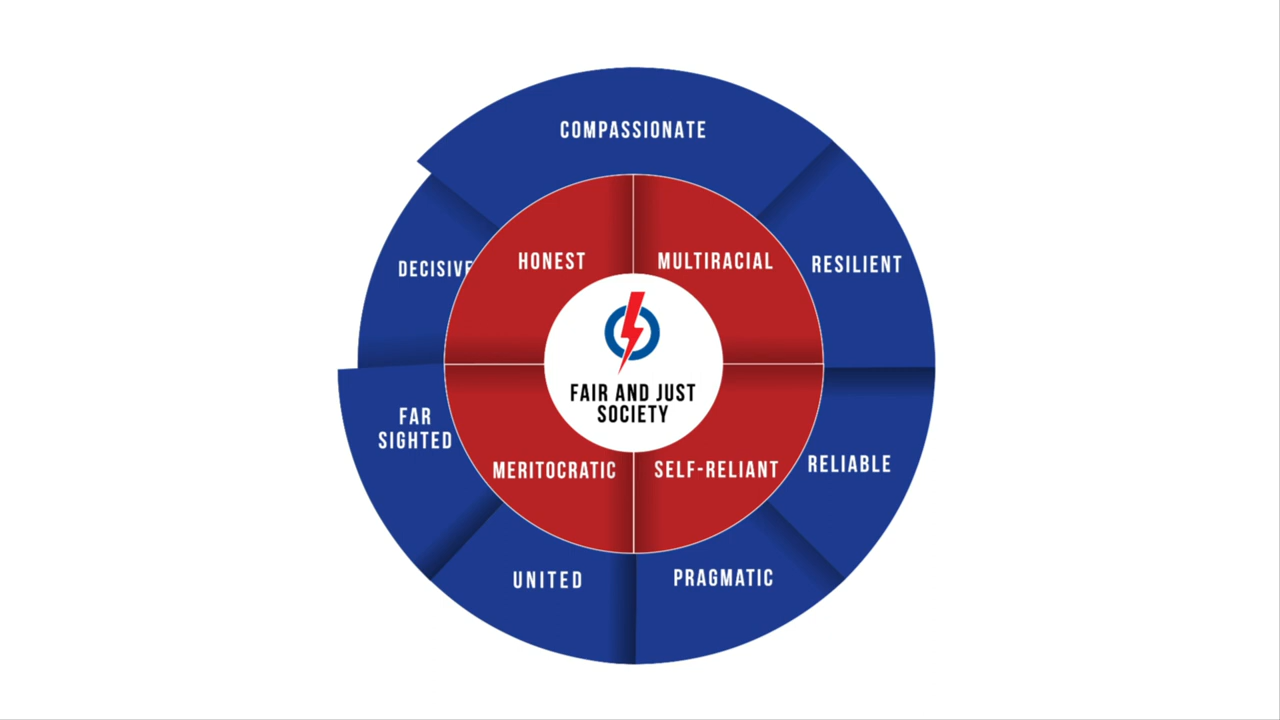 COMPASSIONATE
DECISIVE
HONEST
MULTIRACIAL
RESILIENT
FAIR AND JUST
SOCIETY
FAR
SIGHTED
MERITOCRATIC
SELF-RELIANT
RELIABLE
UNITED
PRAGMATIC